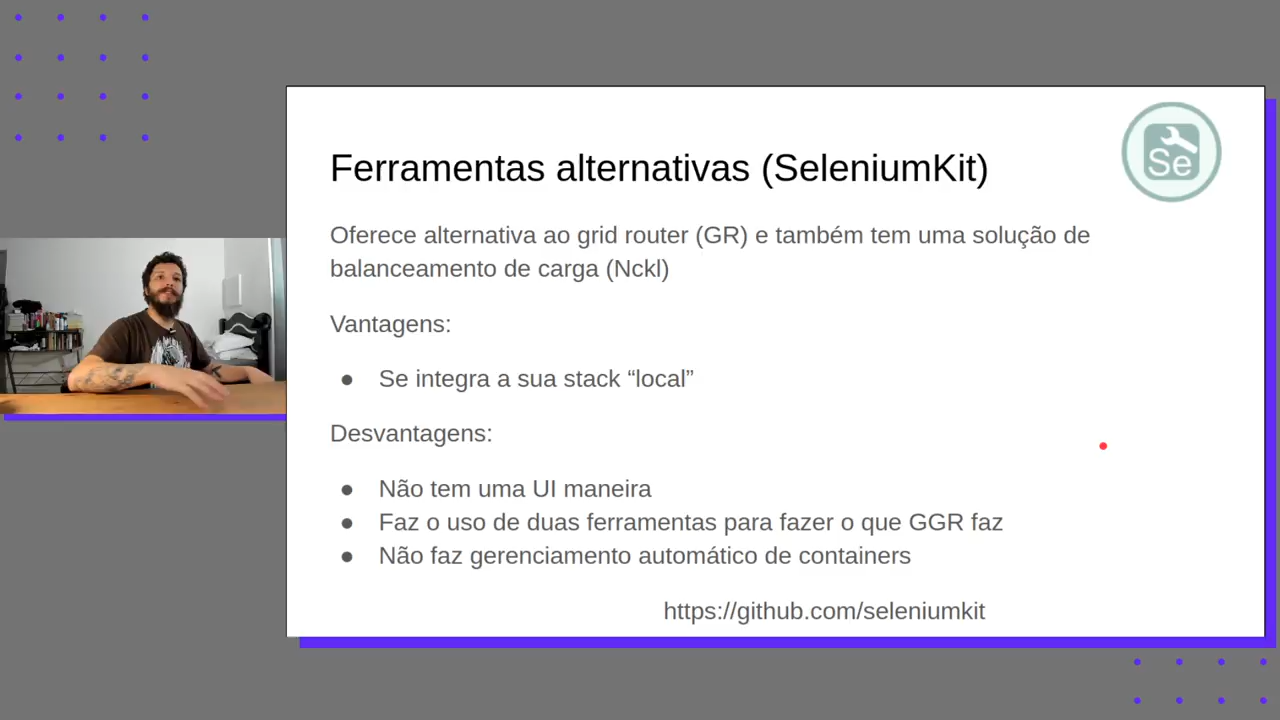 Ferramentas alternativas (SeleniumKit)
Se
Oferece alternativa ao grid router (GR) e também tem uma solução de
balanceamento de carga (Nckl)
Vantagens:
● Se integra a sua stack “local”
Desvantagens:
● Não tem uma UI maneira
● Faz o uso de duas ferramentas para fazer o que GGR faz
● Não faz gerenciamento automático de containers
https://github.com/seleniumkit